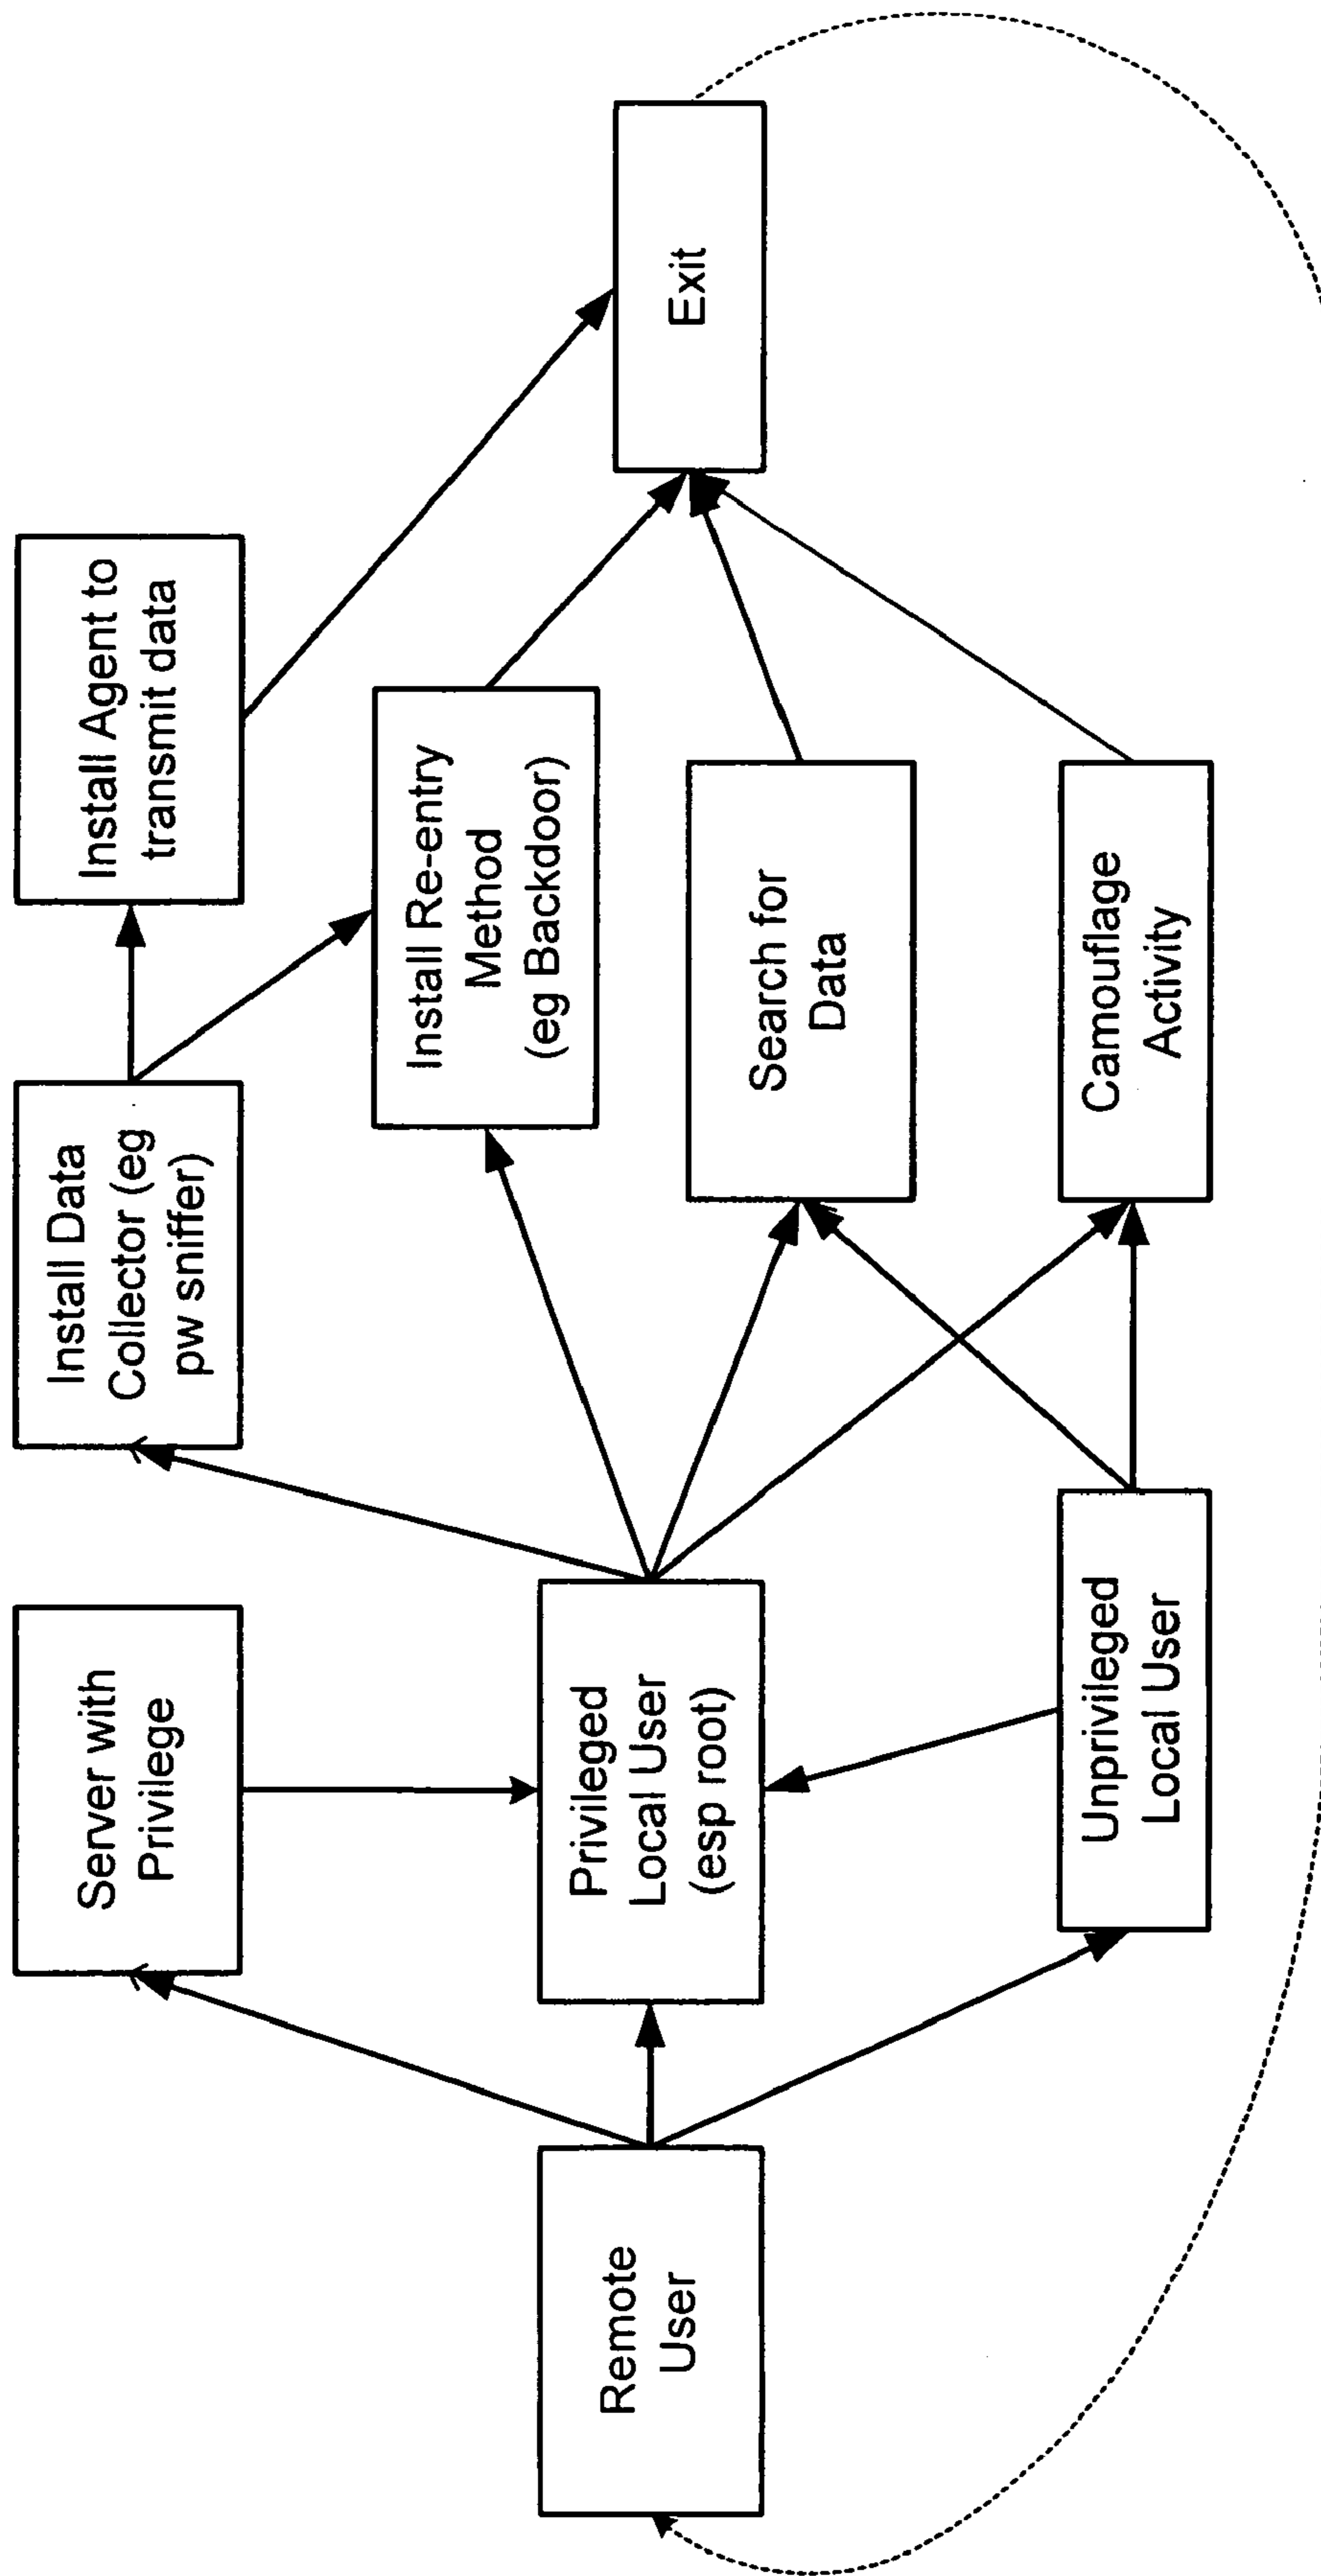 Remote
User
Server with
Privilege
Privileged
Local User
(esp root)
Unprivileged
Local User
Install Data
Collector (eg
pw sniffer)
Install Agent to
transmit data
Install Re-entry
Method
(eg Backdoor)
Search for
Data
Camouflage
Activity
Exit